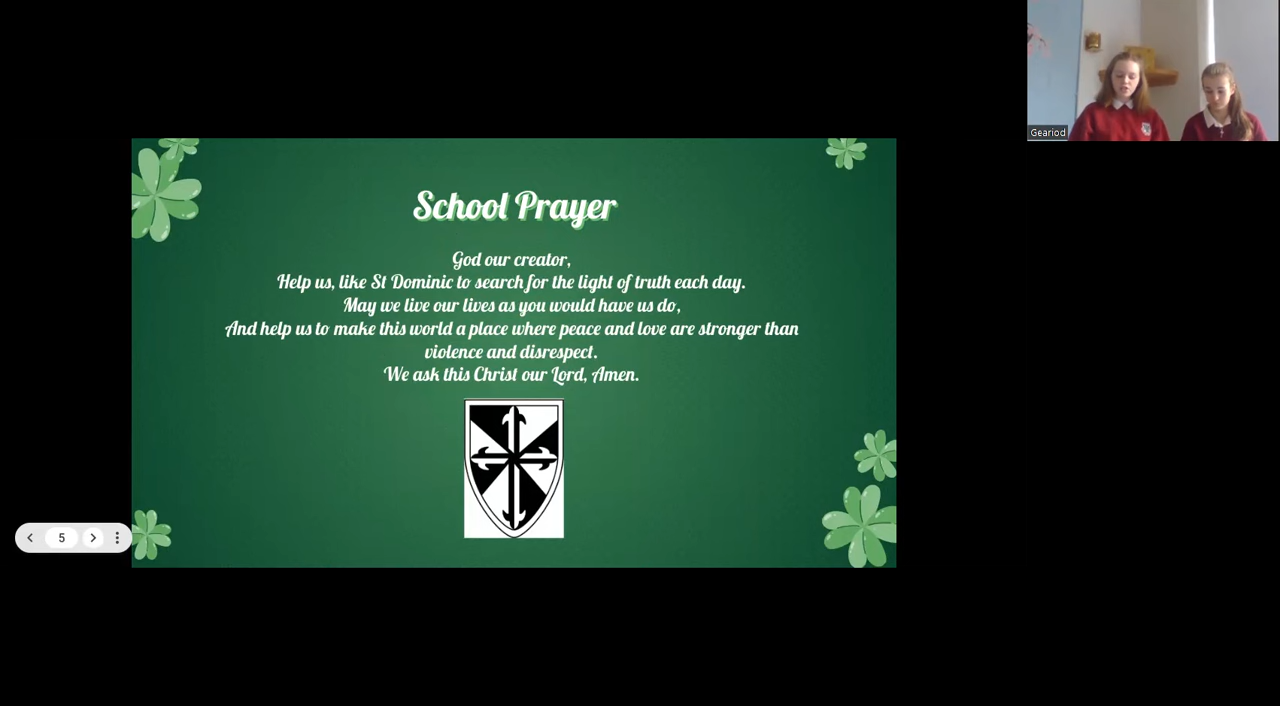 Geariod
School Prayer
God our creator,
Help us, like St Dominic to search for the light of truth each day.
May we live our lives as you would have us do,
And help us to make this world a place where peace and love are stronger than
violence and disrespect.
We ask this Christ our Lord, Amen.
5